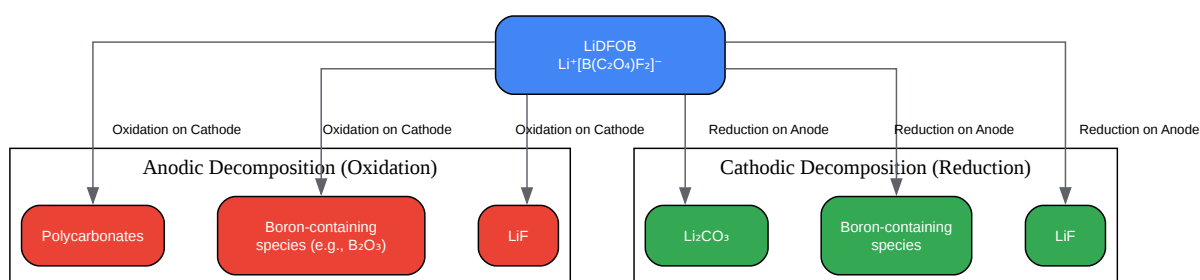 LiDFOB
Li⁺[B(C₂O₄)F₂]⁻
Oxidation on Cathode
Oxidation on Cathode
Oxidation on Cathode
Reduction on Anode
Reduction on Anode
Reduction on Anode
Anodic Decomposition (Oxidation)
Cathodic Decomposition (Reduction)
Polycarbonates
Boron-containing
species (e.g., B₂O₃)
LiF
Li₂CO₃
Boron-containing
species
LiF